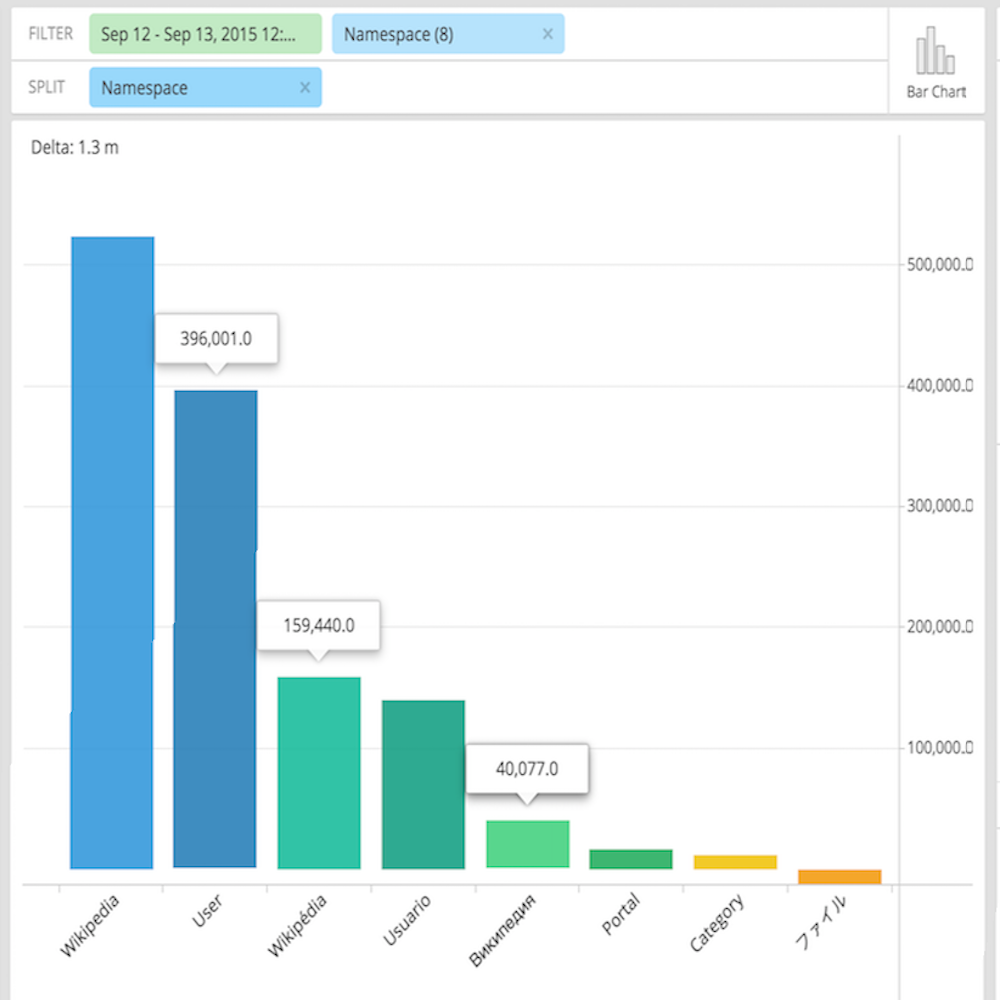 FILTER Sep 12 - Sep 13, 2015 12:... Namespace (8) ×
SPLIT Namespace ×
Bar Chart
Delta: 1.3 m
500,000.0
396,001.0
400,000.0
300,000.0
159,440.0
200,000.0
40,077.0
100,000.0
Wikipedia
User
Wikipédia
Usuario
Википедия
Portal
Category
ファイル